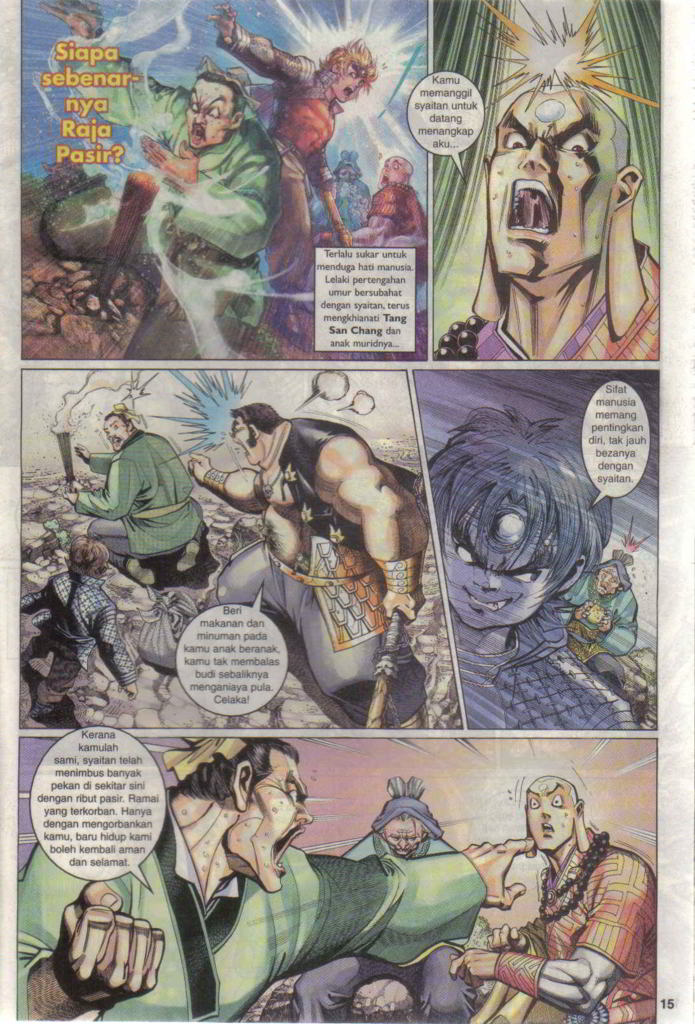 Siapa
sebenar-
nya
Raja
Pasir?
Terlalu sukar untuk
menduga hati manusia.
Lelaki pertengahan
umur bersubahat
dengan syaitan, terus
mengkhianati Tang
San Chang dan
anak muridnya...
Kamu
memanggil
syaitan untuk
datang
menangkap
aku...
Beri
makanan dan
minuman pada
kamu anak beranak,
kamu tak membalas
budi sebaliknya
menganiaya pula.
Celaka!
Sifat
manusia
memang
pentingkan
diri, tak jauh
bezanya
dengan
syaitan.
Kerana
kamulah
sami, syaitan telah
menimbus banyak
pekan di sekitar sini
dengan ribut pasir. Ramai
yang terkorban. Hanya
dengan mengorbankan
kamu, baru hidup kami
boleh kembali aman
dan selamat.
15